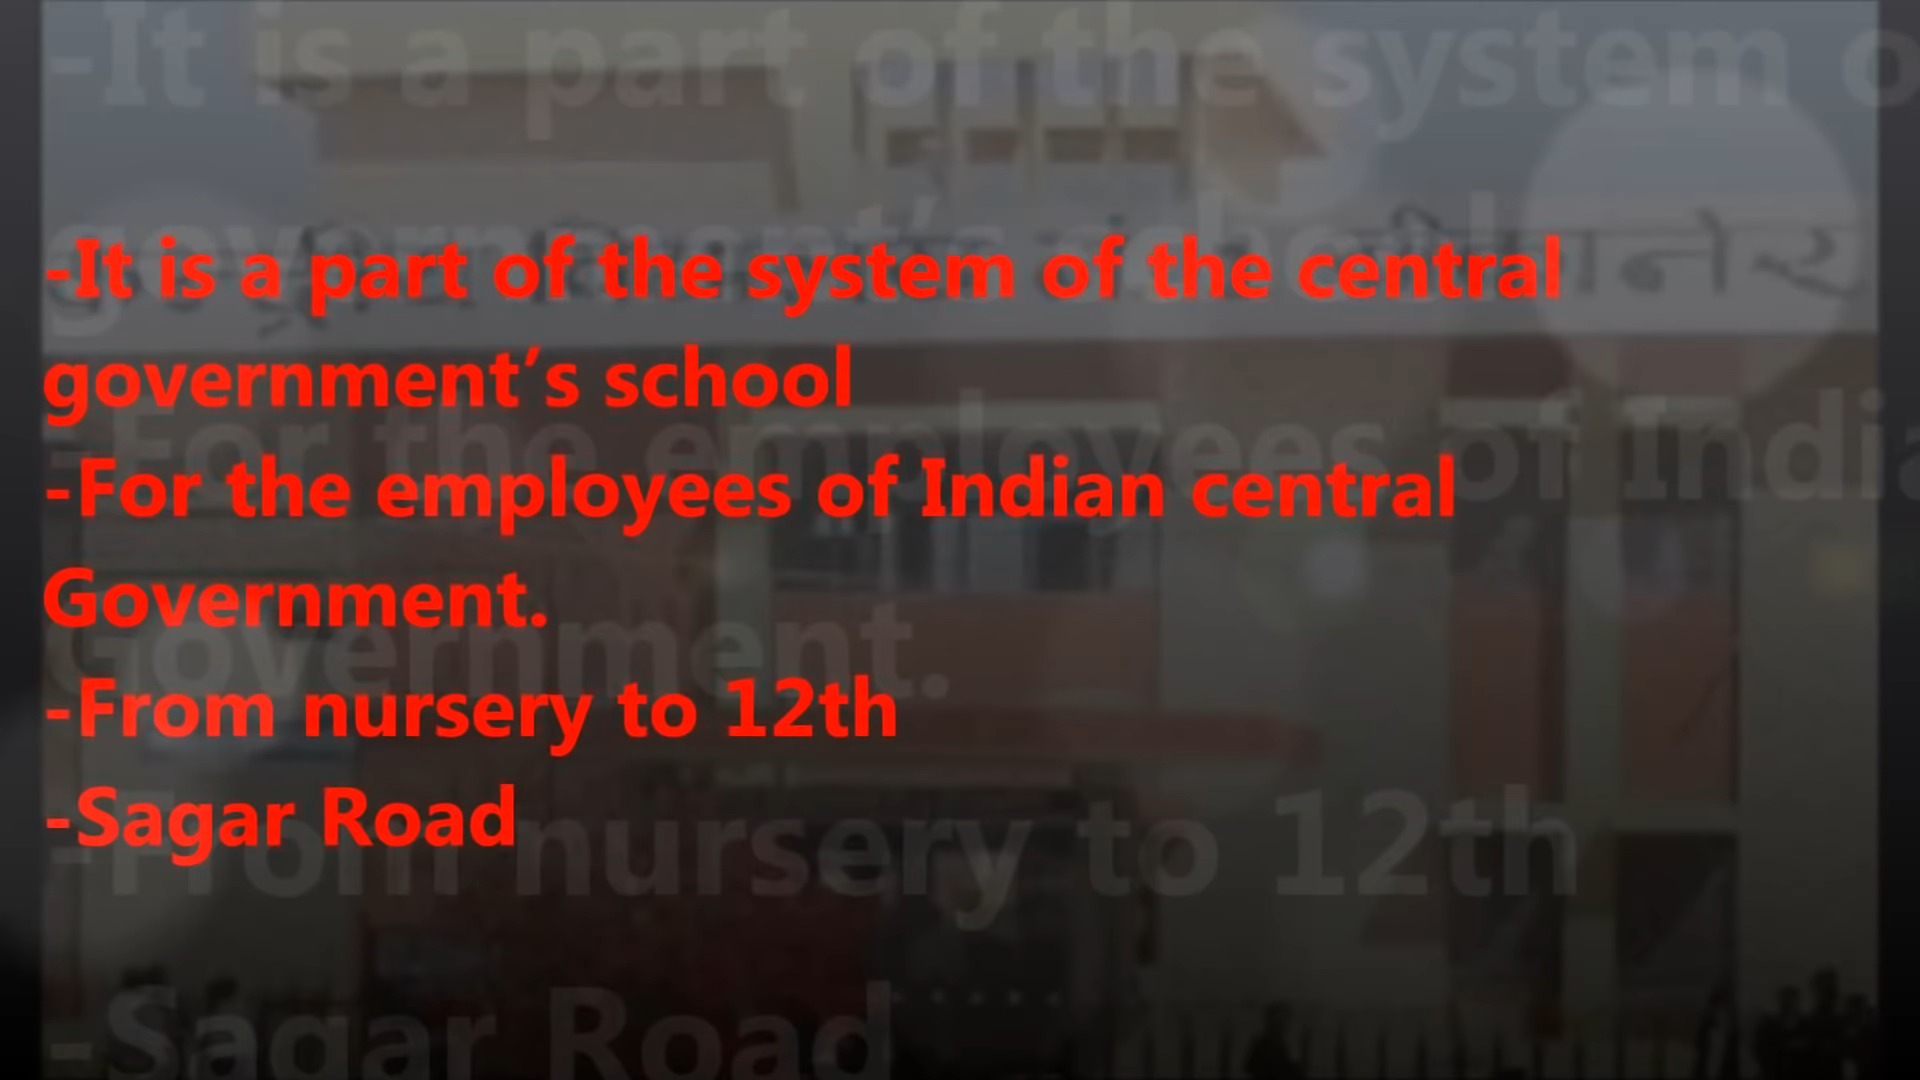 -It is a part of the system of the central
government’s school
-For the employees of Indian central
Government.
-From nursery to 12th
-Sagar Road